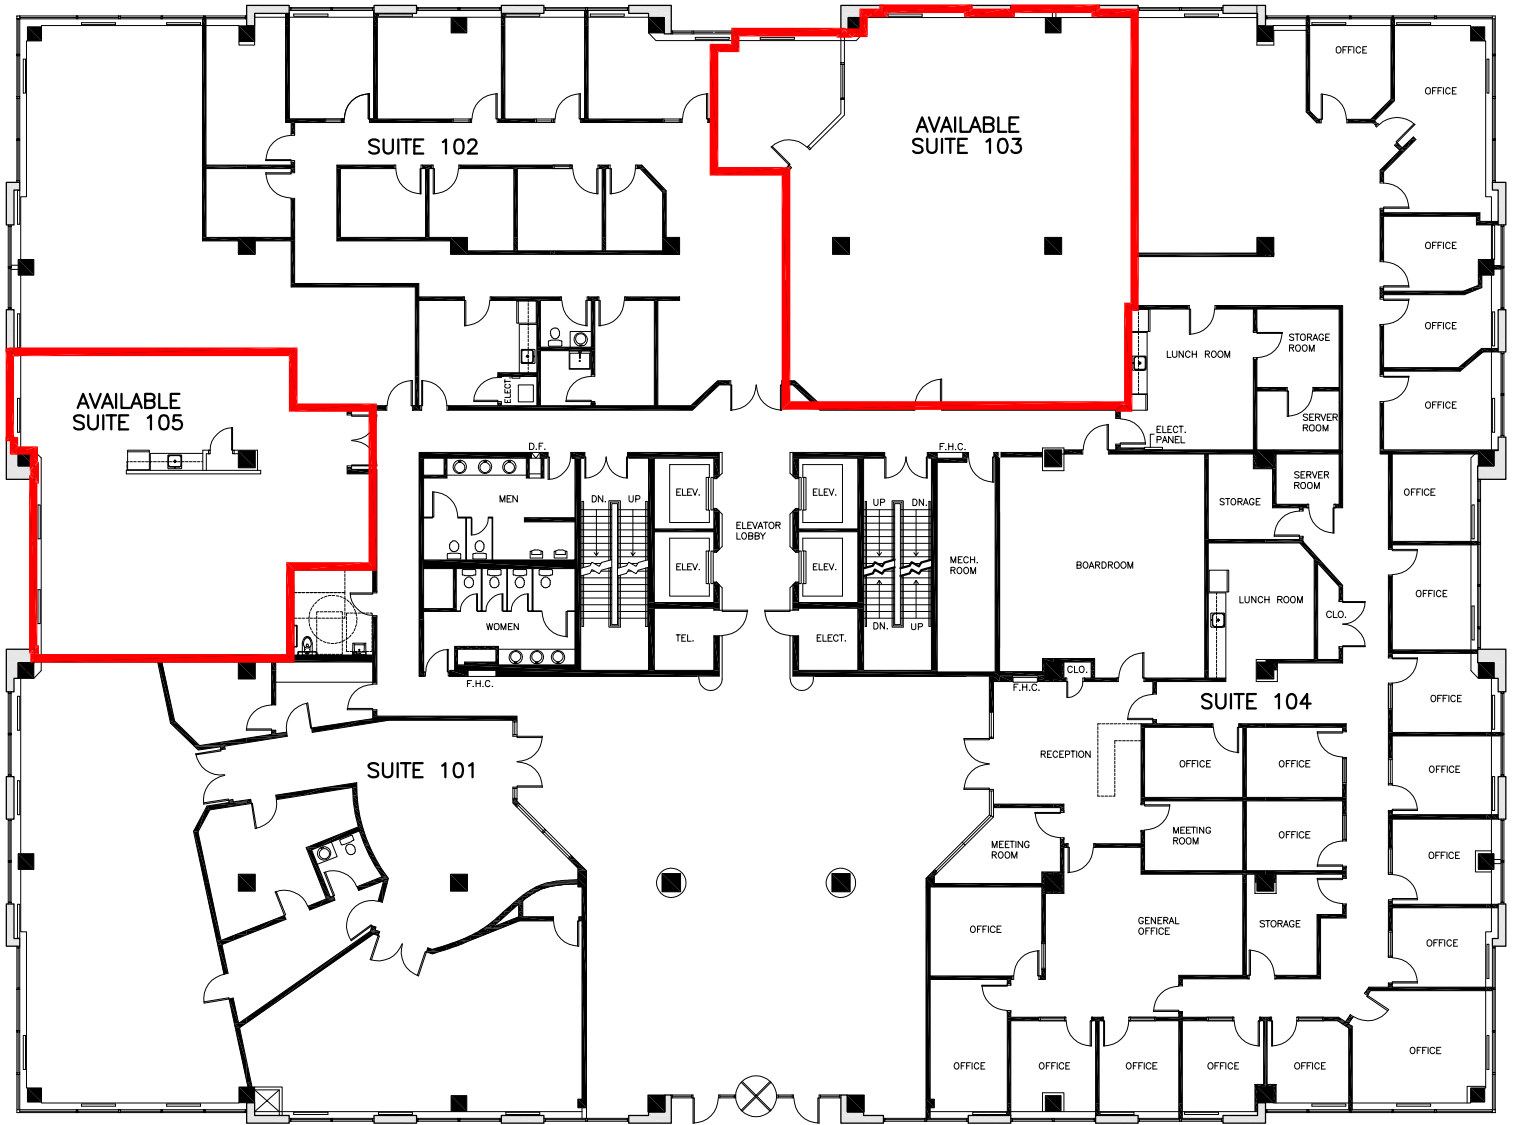 OFFICE
OFFICE
AVAILABLE
SUITE 103
SUITE 102
OFFICE
OFFICE
STORAGE
ROOM
LUNCH ROOM
ELECT.
AVAILABLE
SUITE 105
OFFICE
SERVER
ROOM
ELECT.
PANEL
D.F.
F.H.C.
MEN
DN.
UP
ELEV.
ELEV.
UP
DN.
SERVER
ROOM
STORAGE
OFFICE
ELEVATOR
LOBBY
ELEV.
ELEV.
MECH.
ROOM
BOARDROOM
OFFICE
LUNCH ROOM
CLO.
WOMEN
TEL.
ELECT.
DN.
UP
CLO.
F.H.C.
F.H.C.
SUITE 104
OFFICE
RECEPTION
OFFICE
OFFICE
OFFICE
SUITE 101
MEETING
ROOM
MEETING
ROOM
OFFICE
OFFICE
OFFICE
GENERAL
OFFICE
STORAGE
OFFICE
OFFICE
OFFICE
OFFICE
OFFICE
OFFICE
OFFICE